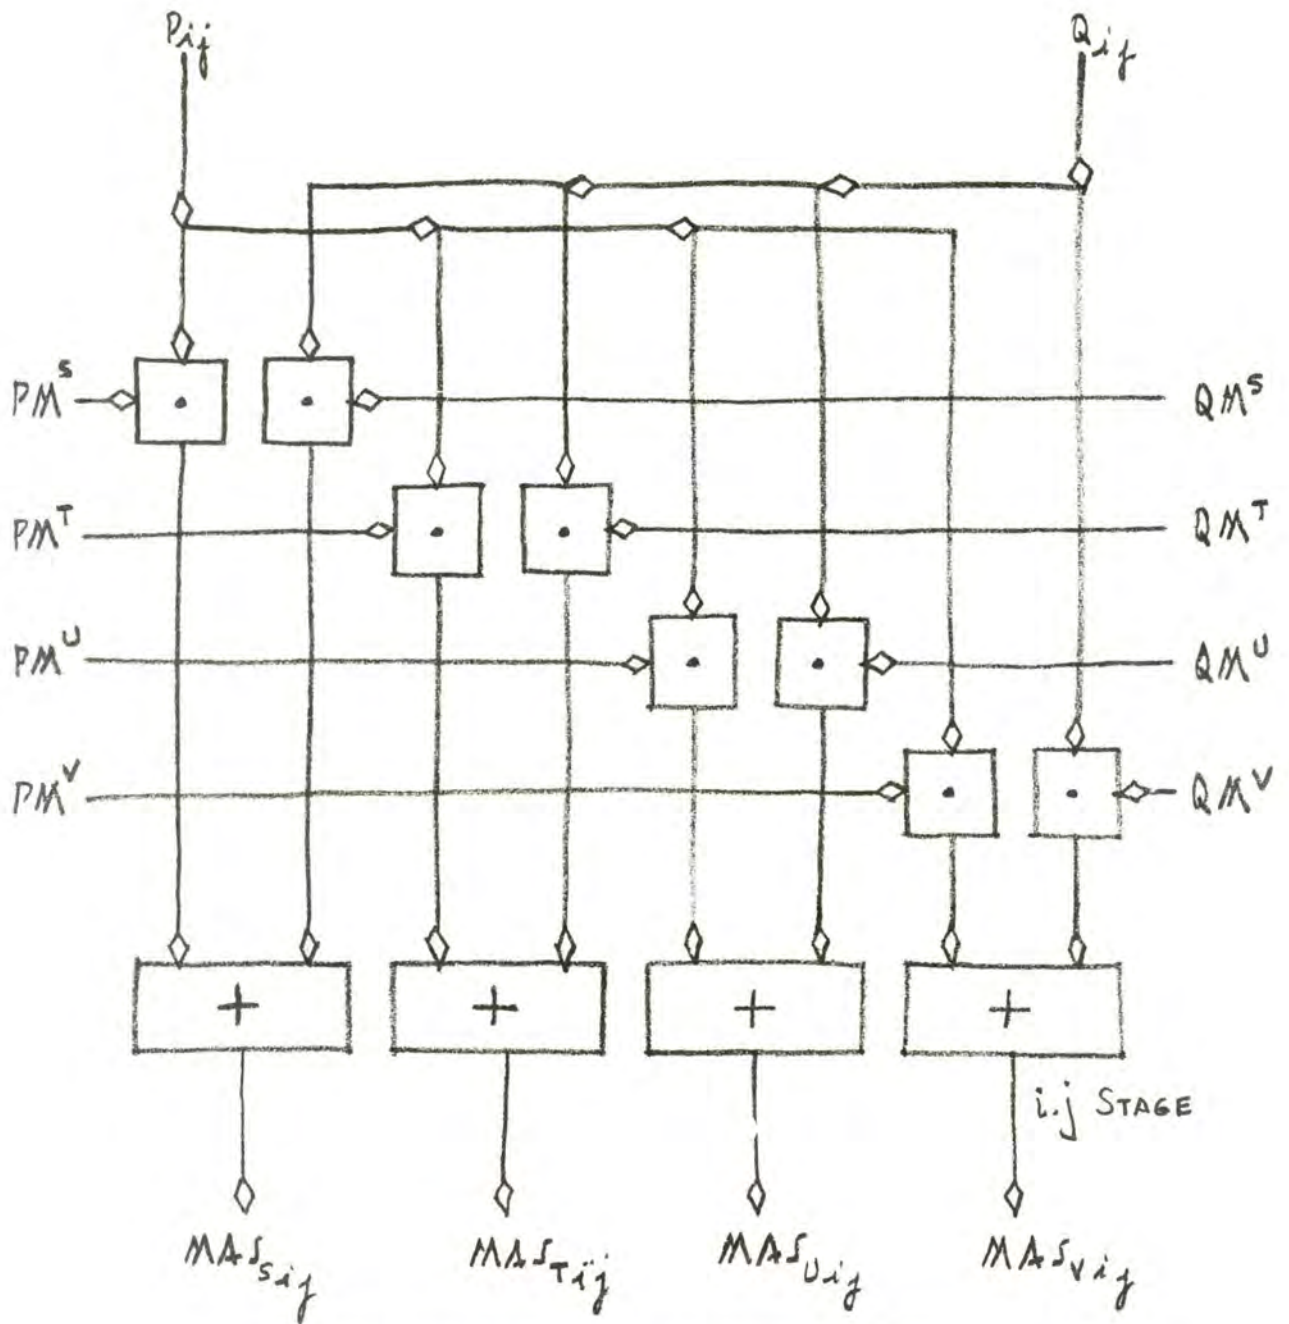 Pij Qij
PM^S QM^S
PM^T QM^T
PM^U QM^U
PM^V QM^V
+ + + +
i.j STAGE
MAS_Sij MAS_Tij MAS_Uij MAS_Vij